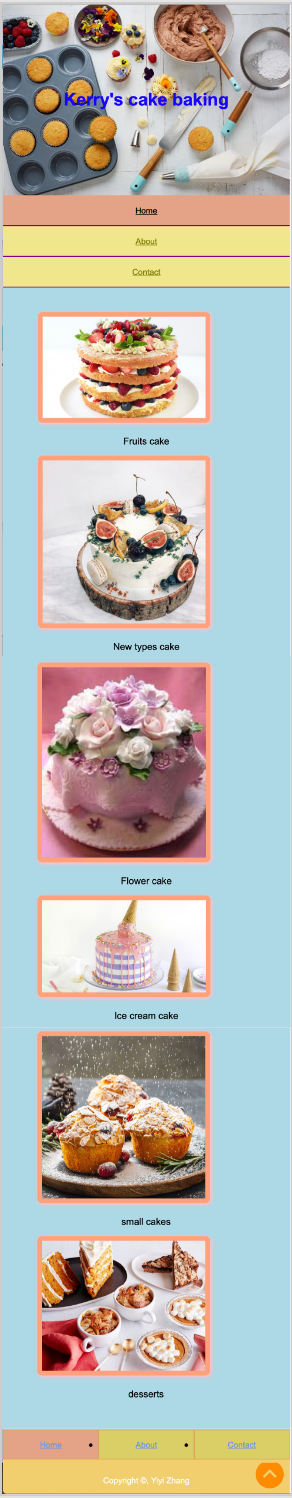 Kerry's cake baking
Home
About
Contact
Fruits cake
New types cake
Flower cake
Ice cream cake
small cakes
desserts
Home
About
Contact
Copyright ©, Yiyi Zhang